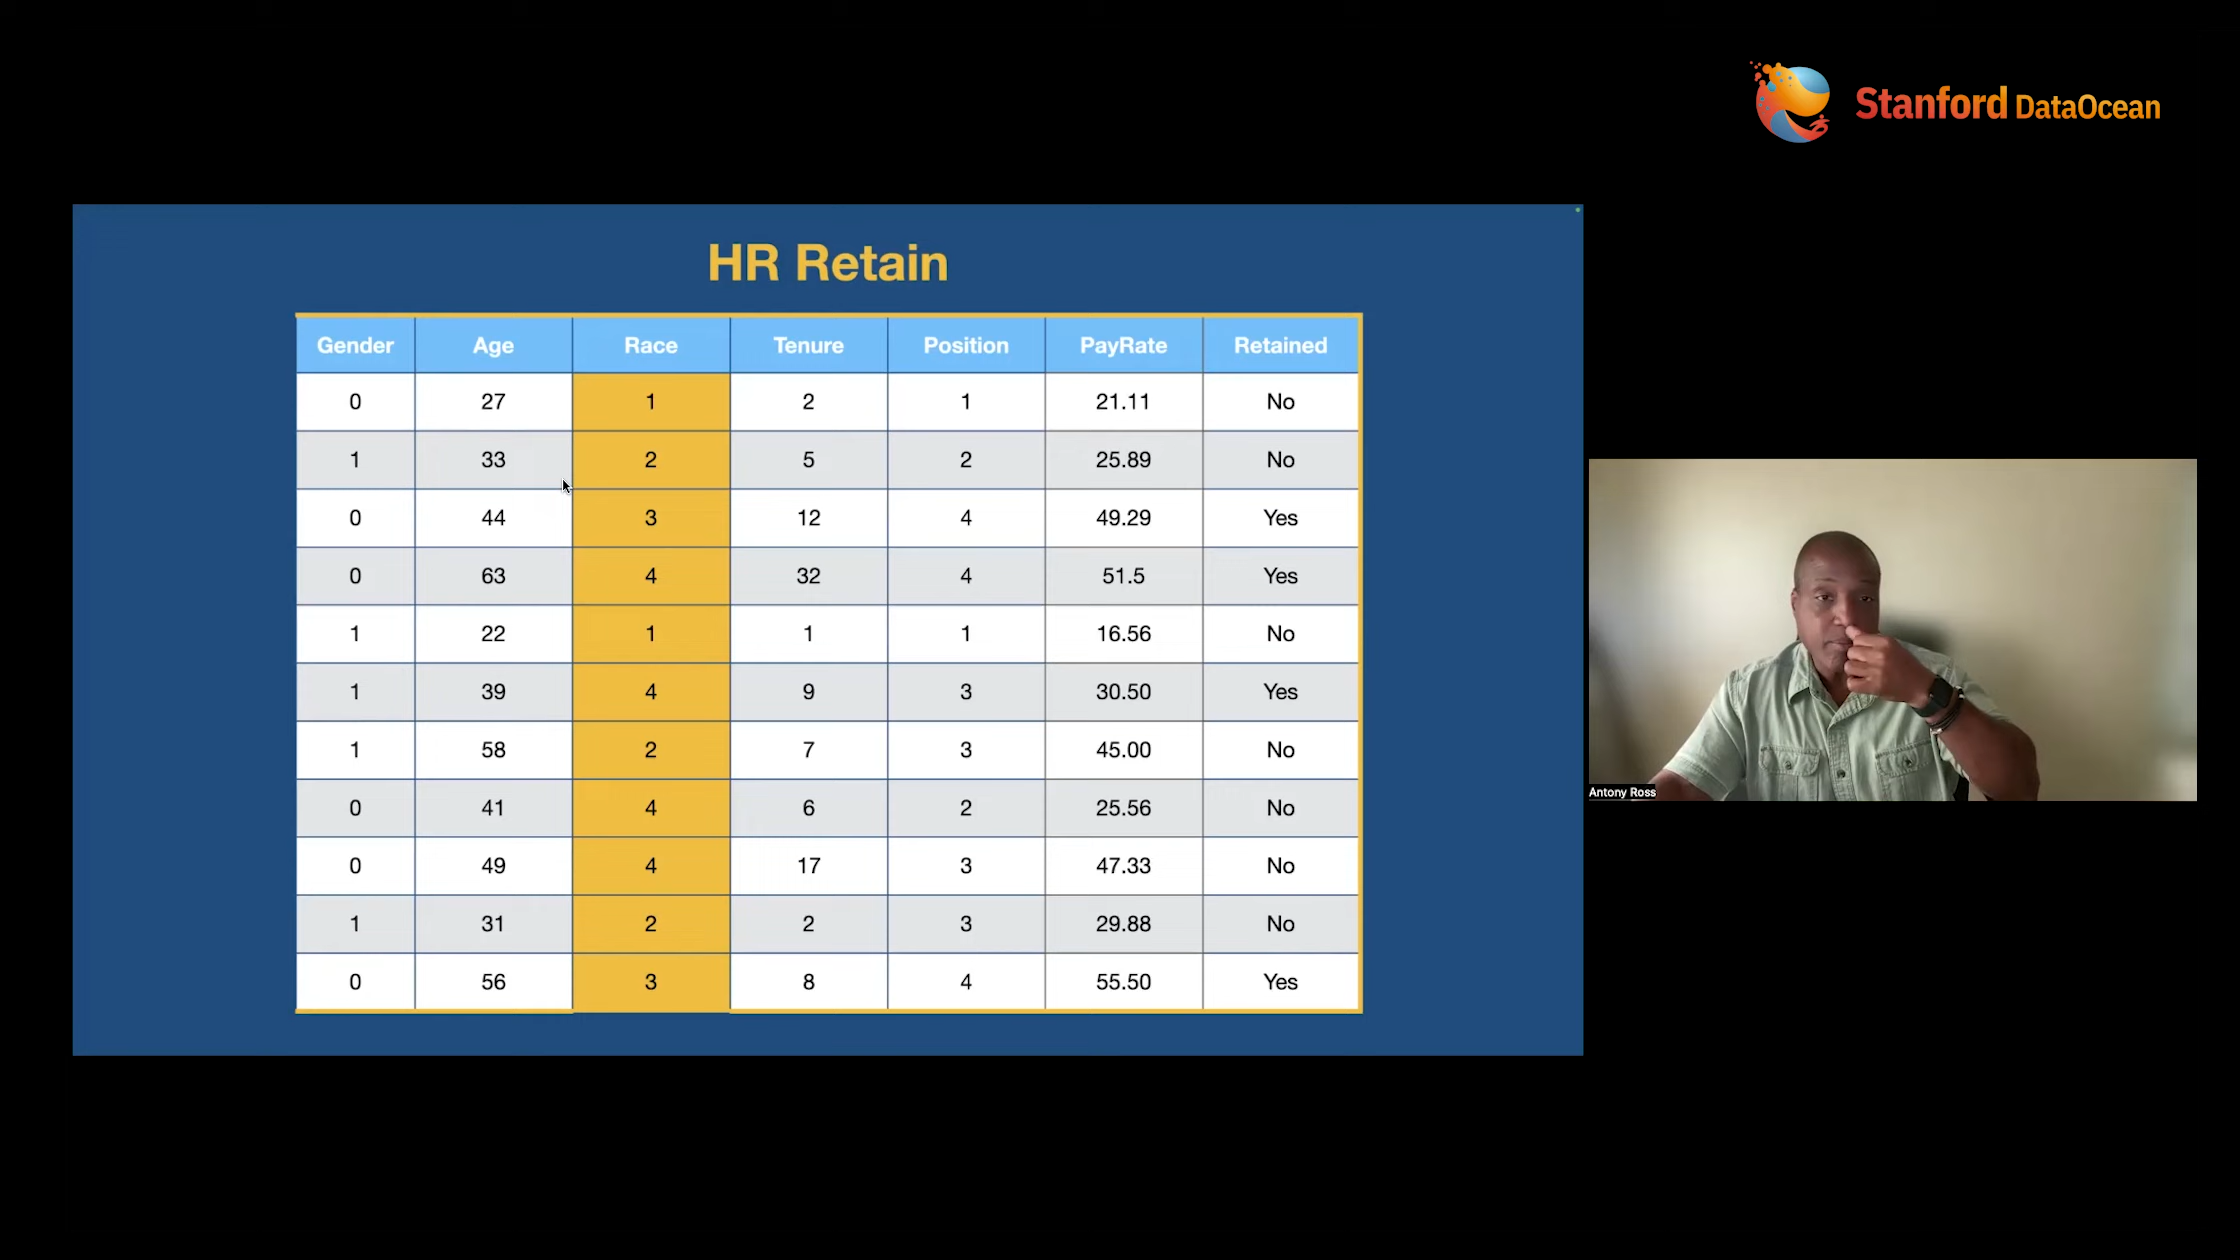 Stanford DataOcean
HR Retain
Gender Age Race Tenure Position PayRate Retained
0 27 1 2 1 21.11 No
1 33 2 5 2 25.89 No
0 44 3 12 4 49.29 Yes
0 63 4 32 4 51.5 Yes
1 22 1 1 1 16.56 No
1 39 4 9 3 30.50 Yes
1 58 2 7 3 45.00 No
0 41 4 6 2 25.56 No
0 49 4 17 3 47.33 No
1 31 2 2 3 29.88 No
0 56 3 8 4 55.50 Yes
Antony Ross